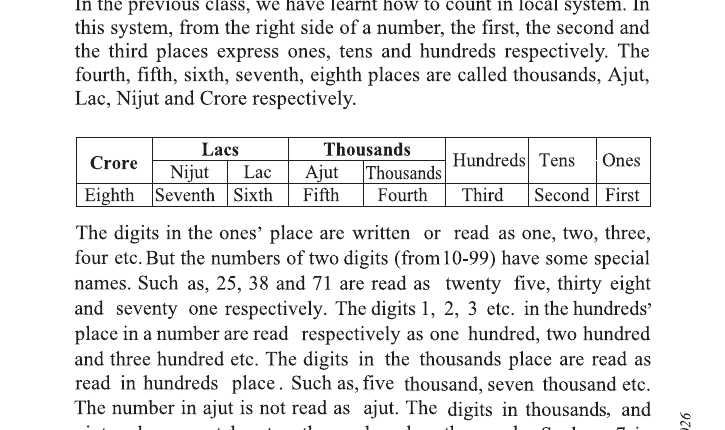 In the previous class, we have learnt how to count in local system. In
this system, from the right side of a number, the first, the second and
the third places express ones, tens and hundreds respectively. The
fourth, fifth, sixth, seventh, eighth places are called thousands, Ajut,
Lac, Nijut and Crore respectively.
Crore Lacs Thousands Hundreds Tens Ones
Nijut Lac Ajut Thousands
Eighth Seventh Sixth Fifth Fourth Third Second First
The digits in the ones’ place are written or read as one, two, three,
four etc. But the numbers of two digits (from 10-99) have some special
names. Such as, 25, 38 and 71 are read as twenty five, thirty eight
and seventy one respectively. The digits 1, 2, 3 etc. in the hundreds’
place in a number are read respectively as one hundred, two hundred
and three hundred etc. The digits in the thousands place are read as
read in hundreds place. Such as, five thousand, seven thousand etc.
The number in ajut is not read as ajut. The digits in thousands, and